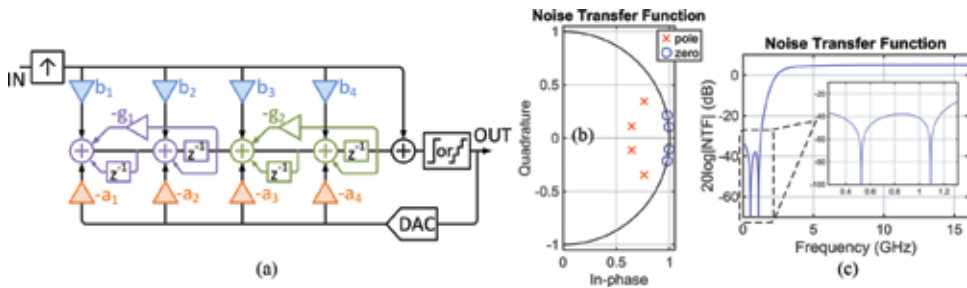 IN
↑
b1
b2
b3
b4
-g1
-g2
z-1
z-1
z-1
z-1
+
+
+
+
+
or
OUT
-a1
-a2
-a3
-a4
DAC
(a)
Noise Transfer Function
× pole
○ zero
1
0.5
0
-0.5
-1
Quadrature
(b)
0
0.5
1
In-phase
Noise Transfer Function
20log|NTF| (dB)
0
-20
-40
-60
0
-20
-40
-60
-80
-100
0.4
0.6
0.8
1
1.2
0
5
10
15
Frequency (GHz)
(c)